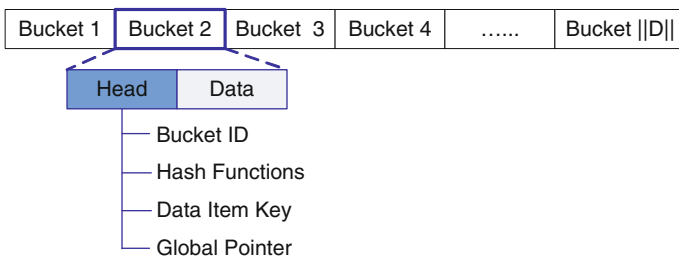 Bucket 1 Bucket 2 Bucket 3 Bucket 4 …... Bucket ||D||
Head Data
Bucket ID
Hash Functions
Data Item Key
Global Pointer